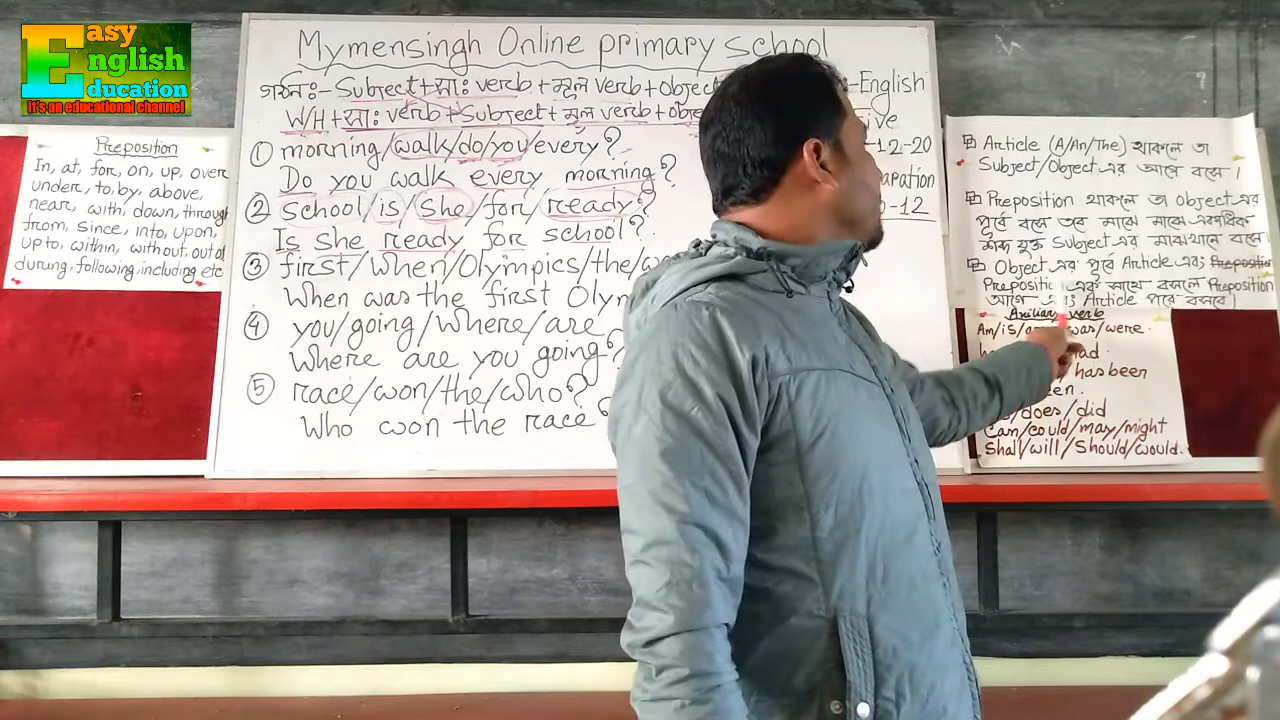 Easy
English
Education
It's an educational channel
Mymensingh Online primary school
গঠনঃ- Subject+সাঃ verb+মূল verb+Object
-English
W/H+সাঃ verb+Subject+মূল verb+obje
-12-20
① morning/walk/do/you/every?
Do you walk every morning?
-12
② school/is/She/for/ready?
Is she ready for school?
③ first/when/Olympics/the/w
When was the first Olym
④ you/going/where/are
Where are you going?
⑤ race/won/the/who?
Who won the race
Preposition
In, at, for, on, up, over
under, to, by, above,
near, with, down, through
from, since, into, upon,
up to, within, without, out of
during, following, including etc
Article (A/An/The) থাকলে তা
Subject/Object এর আগে বসে।
Preposition থাকলে তা object এর
পূর্বে বসে তবে মাঝে মাঝে একাধিক
শব্দ যুক্ত Subject এর মাঝখানে বসে।
Object এর পূর্বে Article এবং Preposition
Preposition এক সাথে বসলে Preposition
আগে Article পরে বসবে।
Auxiliary verb
Am/is/ was/were.
had.
has been
does/did
Can/could/may/might
Shall/will/should/would.